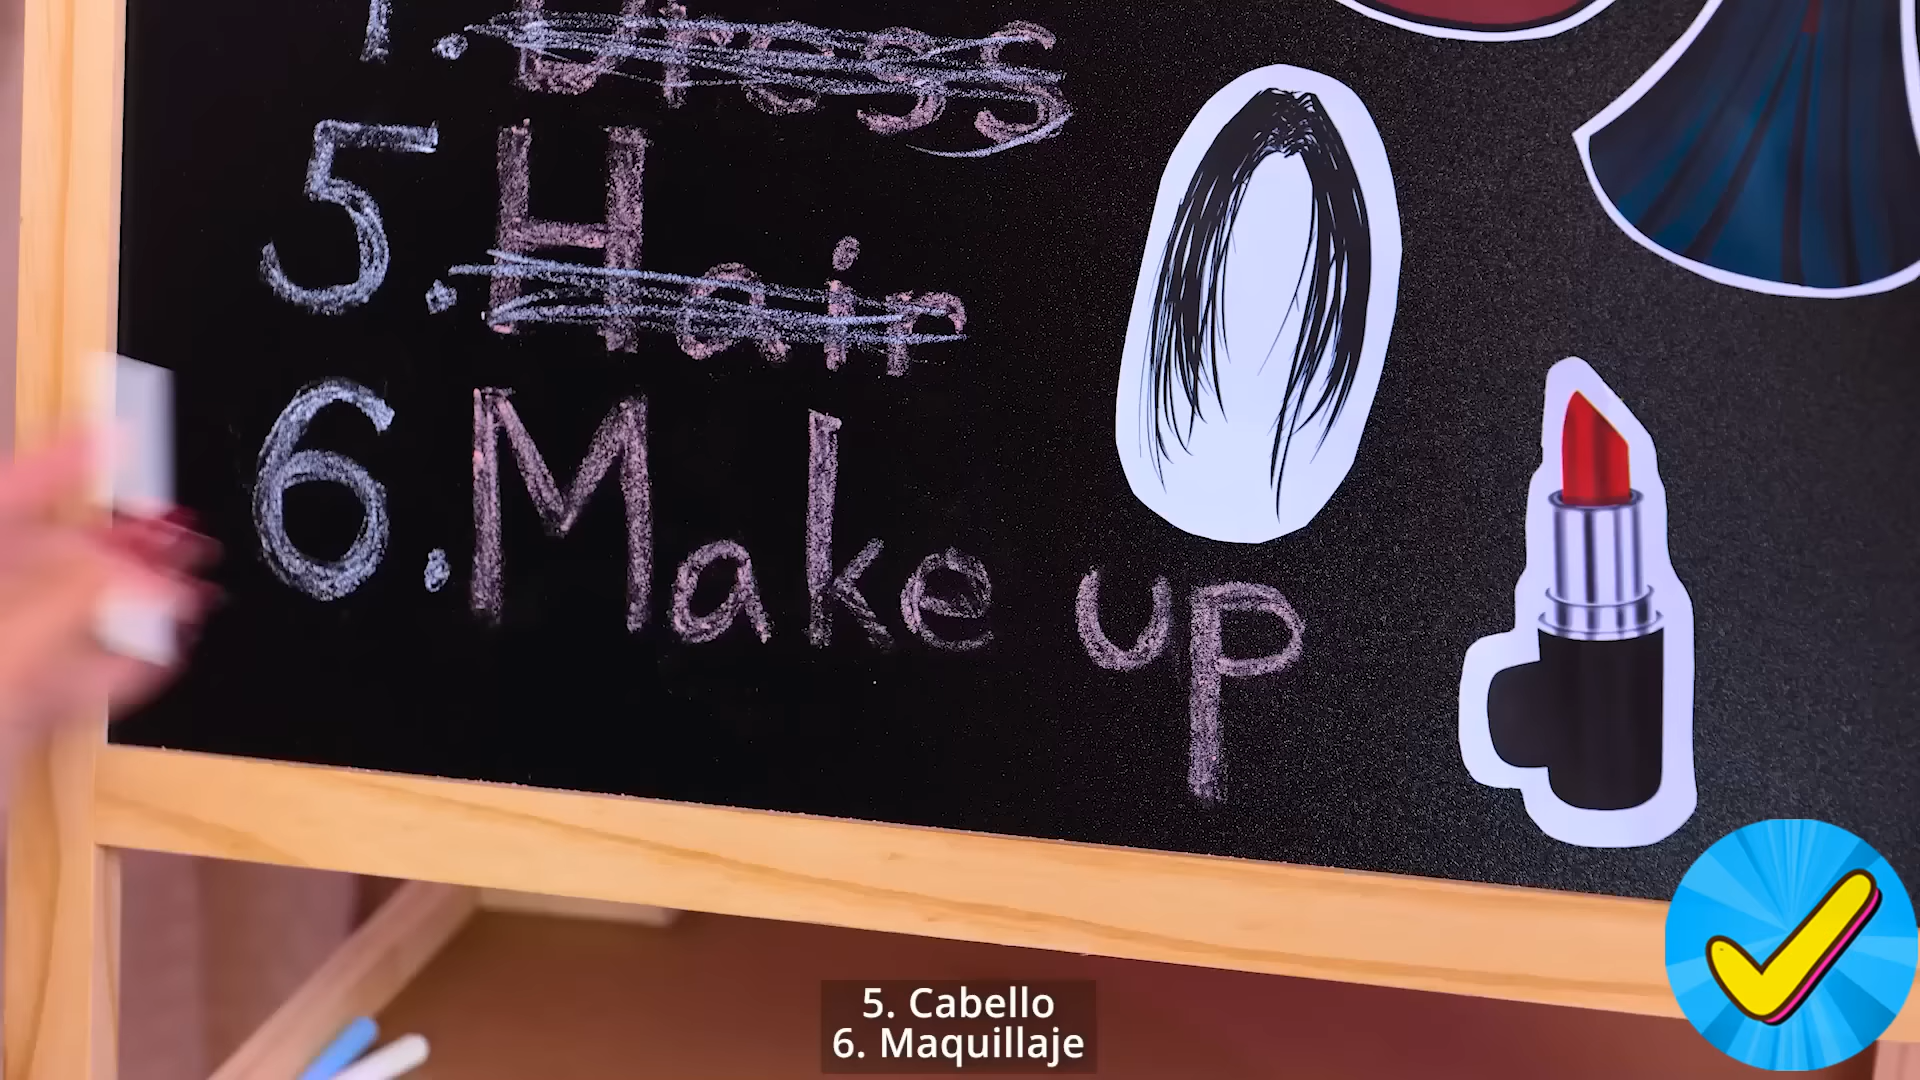 4. Dress
5. Hair
6. Make up
5. Cabello
6. Maquillaje